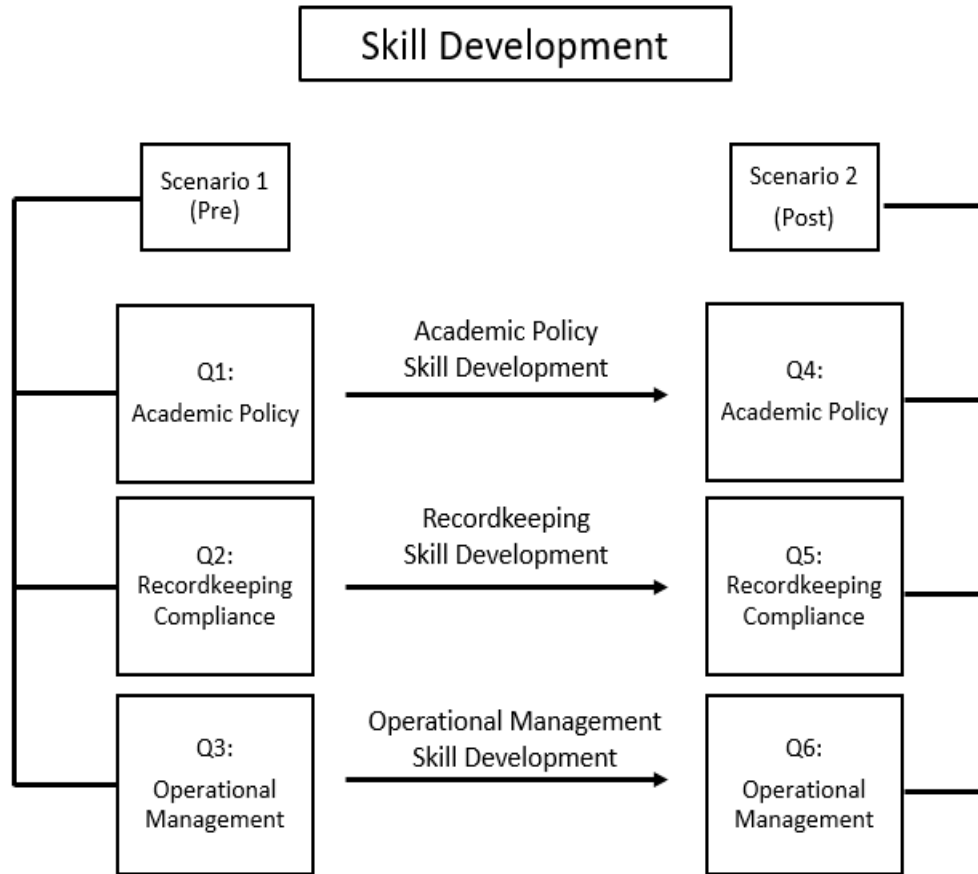 Skill Development
Scenario 1
(Pre)
Scenario 2
(Post)
Q1:
Academic Policy
Academic Policy
Skill Development
Q4:
Academic Policy
Q2:
Recordkeeping
Compliance
Recordkeeping
Skill Development
Q5:
Recordkeeping
Compliance
Q3:
Operational
Management
Operational Management
Skill Development
Q6:
Operational
Management